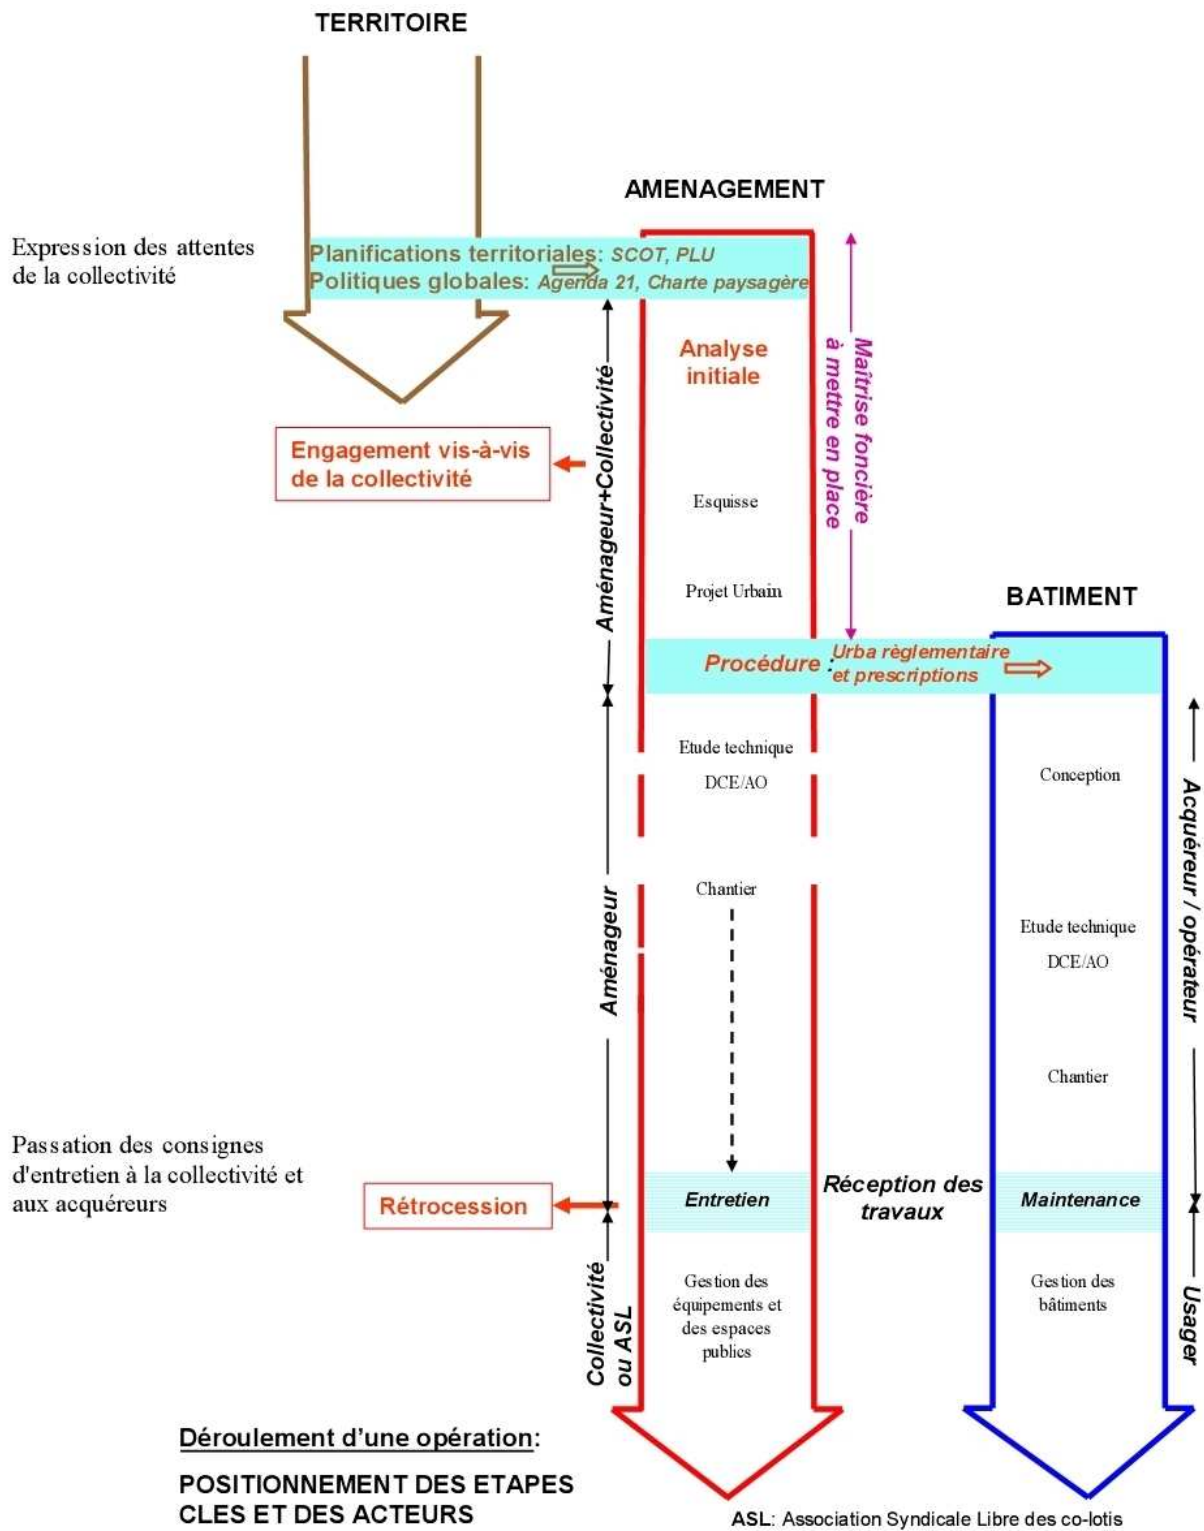 TERRITOIRE
AMENAGEMENT
Expression des attentes
de la collectivité
Planifications territoriales: SCOT, PLU
Politiques globales: Agenda 21, Charte paysagère
Analyse
initiale
Maîtrise foncière
à mettre en place
Engagement vis-à-vis
de la collectivité
Aménageur+Collectivité
Esquisse
Projet Urbain
BATIMENT
Procédure : Urba règlementaire
et prescriptions
Etude technique
DCE/AO
Conception
Acquéreur / opérateur
Aménageur
Chantier
Etude technique
DCE/AO
Chantier
Passation des consignes
d'entretien à la collectivité et
aux acquéreurs
Rétrocession
Entretien
Réception des
travaux
Maintenance
Collectivité
ou ASL
Gestion des
équipements et
des espaces
publics
Gestion des
bâtiments
Usager
Déroulement d'une opération:
POSITIONNEMENT DES ETAPES
CLES ET DES ACTEURS
ASL: Association Syndicale Libre des co-lotis